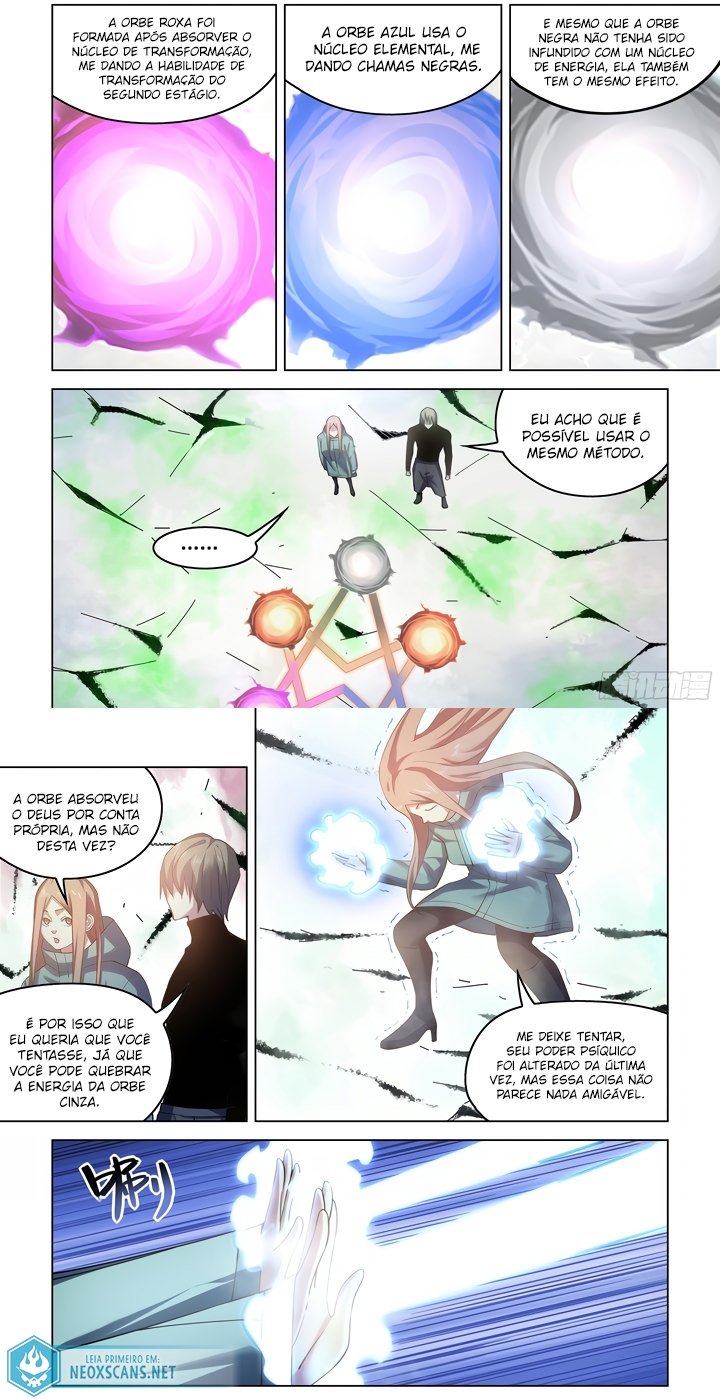 A ORBE ROXA FOI
FORMADA APÓS ABSORVER O
NÚCLEO DE TRANSFORMAÇÃO,
ME DANDO A HABILIDADE DE
TRANSFORMAÇÃO DO
SEGUNDO ESTÁGIO.
A ORBE AZUL USA O
NÚCLEO ELEMENTAL, ME
DANDO CHAMAS NEGRAS.
E MESMO QUE A ORBE
NEGRA NÃO TENHA SIDO
INFUNDIDO COM UM NÚCLEO
DE ENERGIA, ELA TAMBÉM
TEM O MESMO EFEITO.
EU ACHO QUE É
POSSÍVEL USAR O
MESMO MÉTODO.
......
A ORBE ABSORVEU
O DEUS POR CONTA
PRÓPRIA, MAS NÃO
DESTA VEZ?
É POR ISSO QUE
EU QUERIA QUE VOCÊ
TENTASSE, JÁ QUE
VOCÊ PODE QUEBRAR
A ENERGIA DA ORBE
CINZA.
ME DEIXE TENTAR,
SEU PODER PSÍQUICO
FOI ALTERADO DA ÚLTIMA
VEZ, MAS ESSA COISA NÃO
PARECE NADA AMIGÁVEL.
LEIA PRIMEIRO EM:
NEOXSCANS.NET